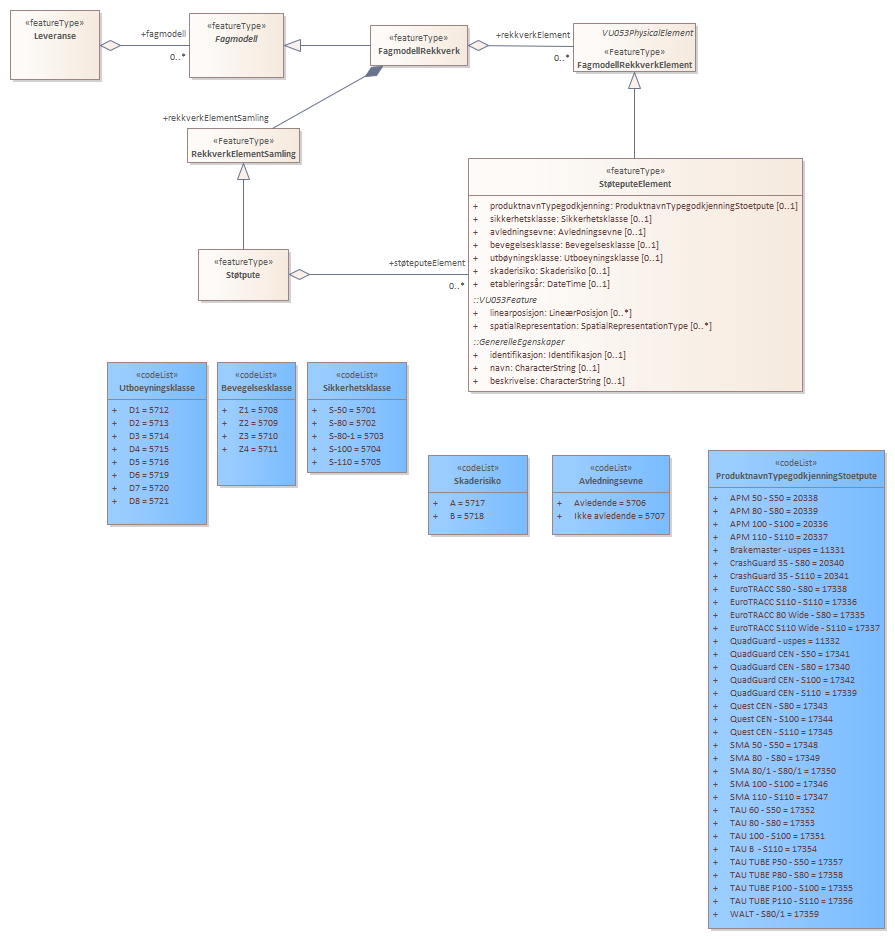 «featureType»
Leveranse
+fagmodell
0..*
«featureType»
Fagmodell
«featureType»
FagmodellRekkverk
+rekkverkElement
0..*
VU053PhysicalElement
«FeatureType»
FagmodellRekkverkElement
+rekkverkElementSamling
«FeatureType»
RekkverkElementSamling
«featureType»
Støtpute
+støteputeElement
0..*
«featureType»
StøteputeElement
+ produktnavnTypegodkjenning: ProduktnavnTypegodkjenningStoetpute [0..1]
+ sikkerhetsklasse: Sikkerhetsklasse [0..1]
+ avledningsevne: Avledningsevne [0..1]
+ bevegelsesklasse: Bevegelsesklasse [0..1]
+ utbøyningsklasse: Utboeyningsklasse [0..1]
+ skaderisiko: Skaderisiko [0..1]
+ etableringsår: DateTime [0..1]
::VU053Feature
+ linearposisjon: LineærPosisjon [0..*]
+ spatialRepresentation: SpatialRepresentationType [0..*]
::GenerelleEgenskaper
+ identifikasjon: Identifikasjon [0..1]
+ navn: CharacterString [0..1]
+ beskrivelse: CharacterString [0..1]
«codeList»
Utboeyningsklasse
+ D1 = 5712
+ D2 = 5713
+ D3 = 5714
+ D4 = 5715
+ D5 = 5716
+ D6 = 5719
+ D7 = 5720
+ D8 = 5721
«codeList»
Bevegelsesklasse
+ Z1 = 5708
+ Z2 = 5709
+ Z3 = 5710
+ Z4 = 5711
«codeList»
Sikkerhetsklasse
+ S-50 = 5701
+ S-80 = 5702
+ S-80-1 = 5703
+ S-100 = 5704
+ S-110 = 5705
«codeList»
Skaderisiko
+ A = 5717
+ B = 5718
«codeList»
Avledningsevne
+ Avledende = 5706
+ Ikke avledende = 5707
«codeList»
ProduktnavnTypegodkjenningStoetpute
+ APM 50 - S50 = 20338
+ APM 80 - S80 = 20339
+ APM 100 - S100 = 20336
+ APM 110 - S110 = 20337
+ Brakemaster - uspes = 11331
+ CrashGuard 3S - S80 = 20340
+ CrashGuard 3S - S110 = 20341
+ EuroTRACC S80 - S80 = 17338
+ EuroTRACC S110 - S110 = 17336
+ EuroTRACC 80 Wide - S80 = 17335
+ EuroTRACC S110 Wide - S110 = 17337
+ QuadGuard - uspes = 11332
+ QuadGuard CEN - S50 = 17341
+ QuadGuard CEN - S80 = 17340
+ QuadGuard CEN - S100 = 17342
+ QuadGuard CEN - S110 = 17339
+ Quest CEN - S80 = 17343
+ Quest CEN - S100 = 17344
+ Quest CEN - S110 = 17345
+ SMA 50 - S50 = 17348
+ SMA 80 - S80 = 17349
+ SMA 80/1 - S80/1 = 17350
+ SMA 100 - S100 = 17346
+ SMA 110 - S110 = 17347
+ TAU 60 - S50 = 17352
+ TAU 80 - S80 = 17353
+ TAU 100 - S100 = 17351
+ TAU B - S110 = 17354
+ TAU TUBE P50 - S50 = 17357
+ TAU TUBE P80 - S80 = 17358
+ TAU TUBE P100 - S100 = 17355
+ TAU TUBE P110 - S110 = 17356
+ WALT - S80/1 = 17359